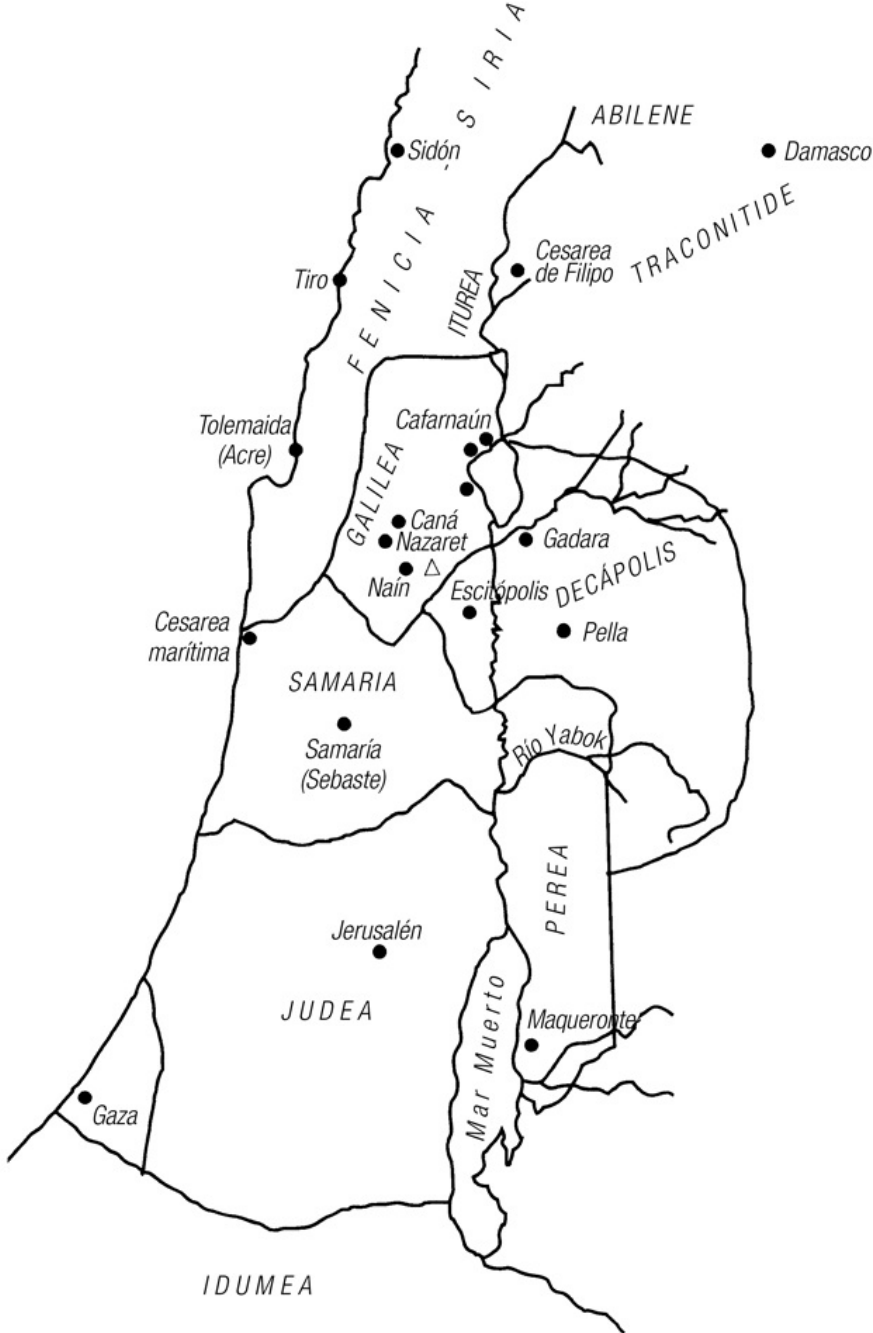 FENICIA - SIRIA
ABILENE
Sidón
Damasco
TRACONITIDE
Cesarea
de Filipo
Tiro
ITUREA
Cafarnaún
Tolemaida
(Acre)
GALILEA
Caná
Nazaret
Naín
Gadara
DECÁPOLIS
Escitópolis
Pella
Cesarea
marítima
SAMARIA
Samaría
(Sebaste)
Río Yabok
PEREA
Jerusalén
JUDEA
Mar Muerto
Maqueronte
Gaza
IDUMEA